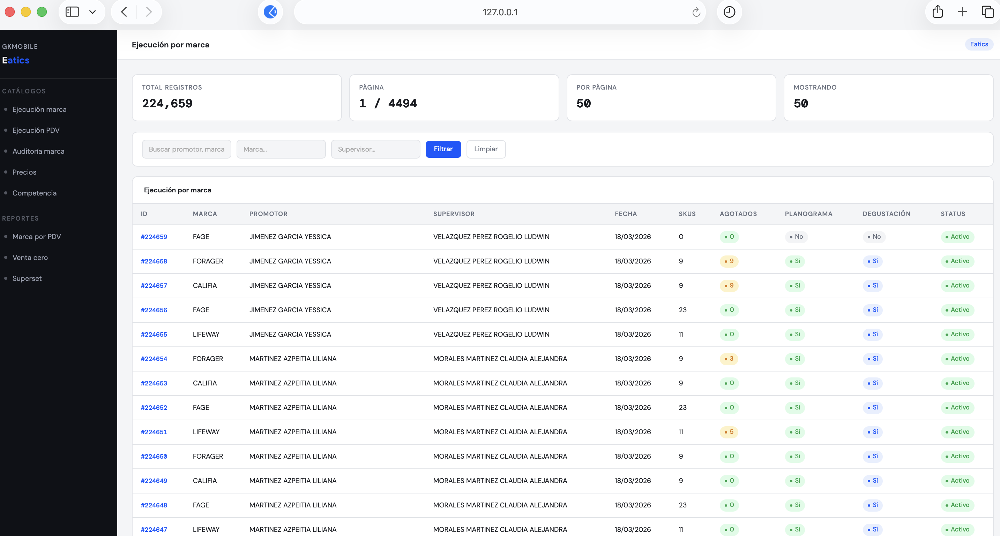 127.0.0.1
GKMOBILE
Eatics
CATÁLOGOS
Ejecución marca
Ejecución PDV
Auditoría marca
Precios
Competencia
REPORTES
Marca por PDV
Venta cero
Superset
Ejecución por marca
Eatics
TOTAL REGISTROS
224,659
PÁGINA
1 / 4494
POR PÁGINA
50
MOSTRANDO
50
Buscar promotor, marca Marca... Supervisor... Filtrar Limpiar
Ejecución por marca
ID MARCA PROMOTOR SUPERVISOR FECHA SKUS AGOTADOS PLANOGRAMA DEGUSTACIÓN STATUS
#224659 FAGE JIMENEZ GARCIA YESSICA VELAZQUEZ PEREZ ROGELIO LUDWIN 18/03/2026 0 0 No No Activo
#224658 FORAGER JIMENEZ GARCIA YESSICA VELAZQUEZ PEREZ ROGELIO LUDWIN 18/03/2026 9 9 Sí Sí Activo
#224657 CALIFIA JIMENEZ GARCIA YESSICA VELAZQUEZ PEREZ ROGELIO LUDWIN 18/03/2026 9 9 Sí Sí Activo
#224656 FAGE JIMENEZ GARCIA YESSICA VELAZQUEZ PEREZ ROGELIO LUDWIN 18/03/2026 23 0 Sí Sí Activo
#224655 LIFEWAY JIMENEZ GARCIA YESSICA VELAZQUEZ PEREZ ROGELIO LUDWIN 18/03/2026 11 0 Sí Sí Activo
#224654 FORAGER MARTINEZ AZPEITIA LILIANA MORALES MARTINEZ CLAUDIA ALEJANDRA 18/03/2026 9 3 Sí Sí Activo
#224653 CALIFIA MARTINEZ AZPEITIA LILIANA MORALES MARTINEZ CLAUDIA ALEJANDRA 18/03/2026 9 0 Sí Sí Activo
#224652 FAGE MARTINEZ AZPEITIA LILIANA MORALES MARTINEZ CLAUDIA ALEJANDRA 18/03/2026 23 0 Sí Sí Activo
#224651 LIFEWAY MARTINEZ AZPEITIA LILIANA MORALES MARTINEZ CLAUDIA ALEJANDRA 18/03/2026 11 5 Sí Sí Activo
#224650 FORAGER MARTINEZ AZPEITIA LILIANA MORALES MARTINEZ CLAUDIA ALEJANDRA 18/03/2026 9 0 Sí Sí Activo
#224649 CALIFIA MARTINEZ AZPEITIA LILIANA MORALES MARTINEZ CLAUDIA ALEJANDRA 18/03/2026 9 0 Sí Sí Activo
#224648 FAGE MARTINEZ AZPEITIA LILIANA MORALES MARTINEZ CLAUDIA ALEJANDRA 18/03/2026 23 0 Sí Sí Activo
#224647 LIFEWAY MARTINEZ AZPEITIA LILIANA MORALES MARTINEZ CLAUDIA ALEJANDRA 18/03/2026 11 0 Sí Sí Activo